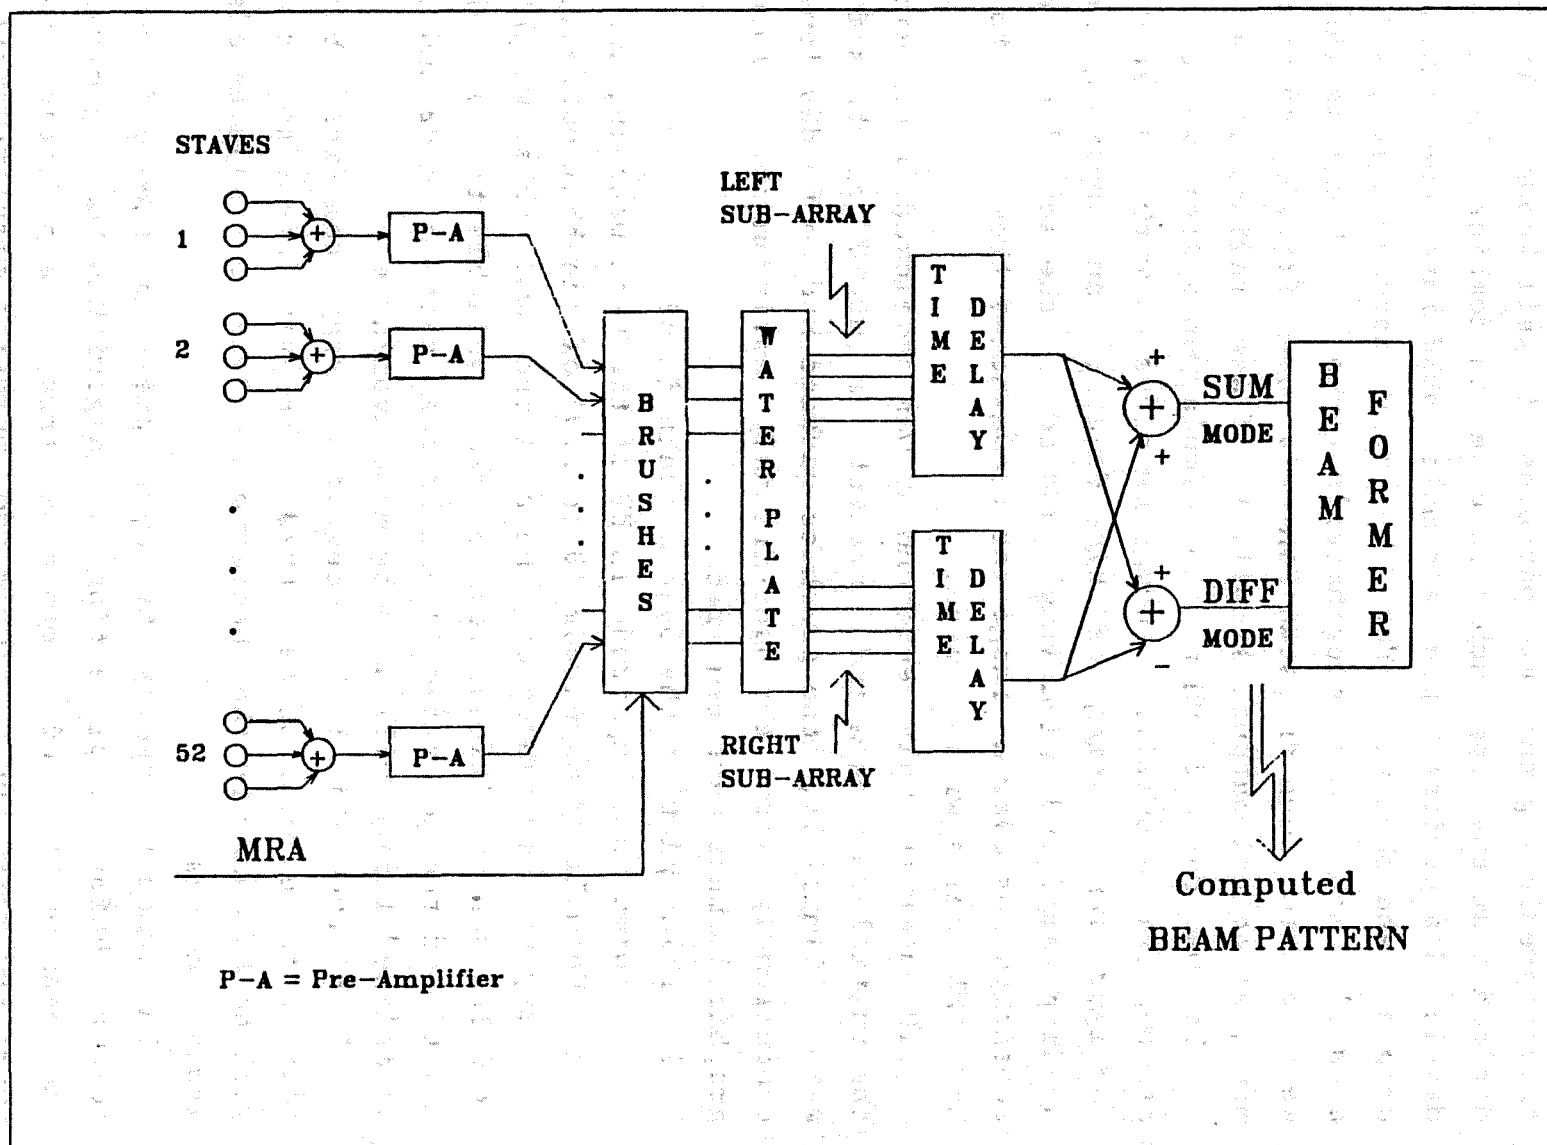 STAVES
1
P-A
2
P-A
52
P-A
MRA
BRUSHES
WATER PLATE
LEFT
SUB-ARRAY
RIGHT
SUB-ARRAY
TIME DELAY
TIME DELAY
+
+
+
SUM
MODE
+
+
-
DIFF
MODE
BEAM FORMER
Computed
BEAM PATTERN
P-A = Pre-Amplifier